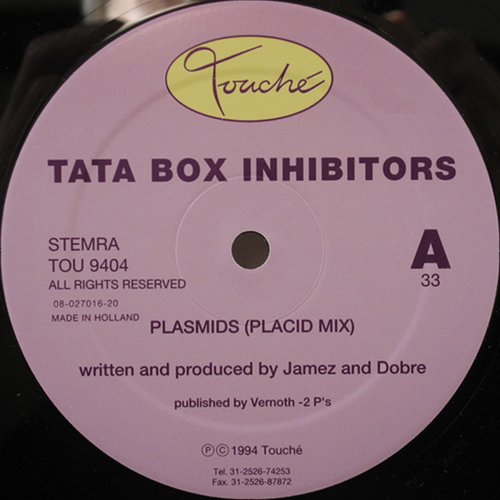 Touché
TATA BOX INHIBITORS
STEMRA
TOU 9404
ALL RIGHTS RESERVED
08-027016-20
MADE IN HOLLAND
A
33
PLASMIDS (PLACID MIX)
written and produced by Jamez and Dobre
published by Vernoth -2 P's
Ⓟ Ⓒ 1994 Touché
Tel. 31-2526-74253
Fax. 31-2526-87872